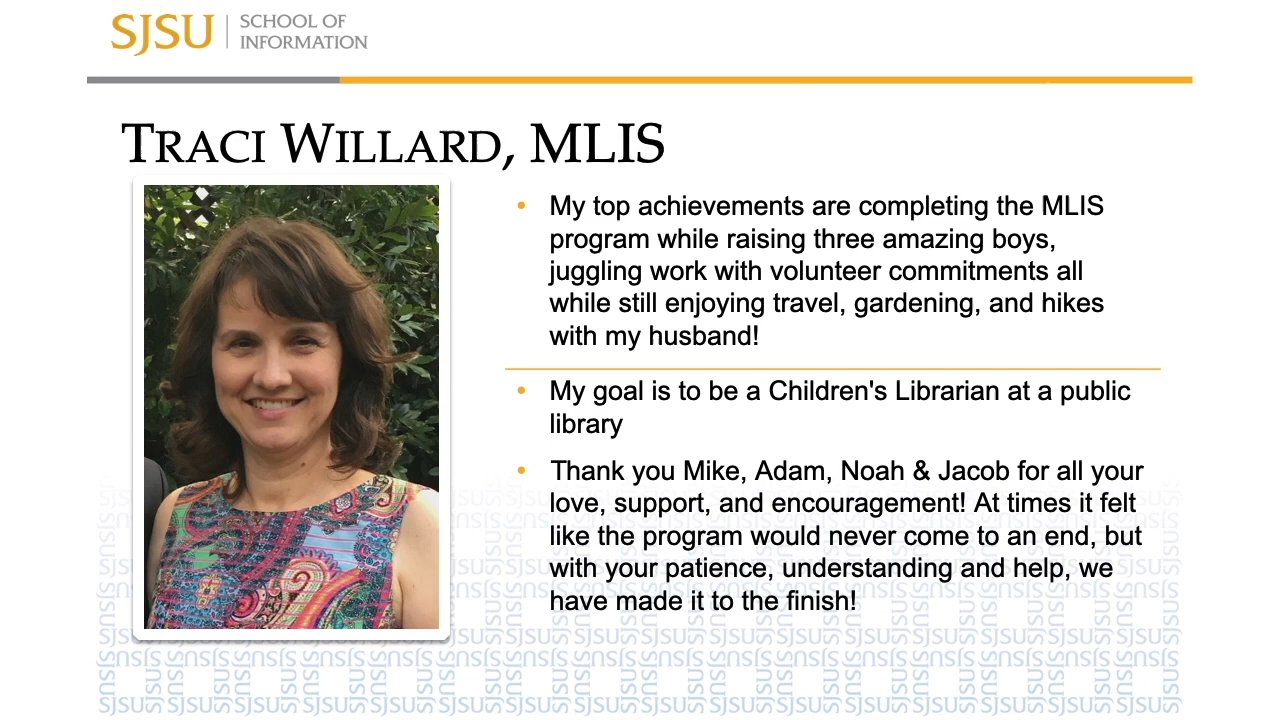 SJSU SCHOOL OF
INFORMATION
TRACI WILLARD, MLIS
• My top achievements are completing the MLIS
program while raising three amazing boys,
juggling work with volunteer commitments all
while still enjoying travel, gardening, and hikes
with my husband!
• My goal is to be a Children's Librarian at a public
library
• Thank you Mike, Adam, Noah & Jacob for all your
love, support, and encouragement! At times it felt
like the program would never come to an end, but
with your patience, understanding and help, we
have made it to the finish!